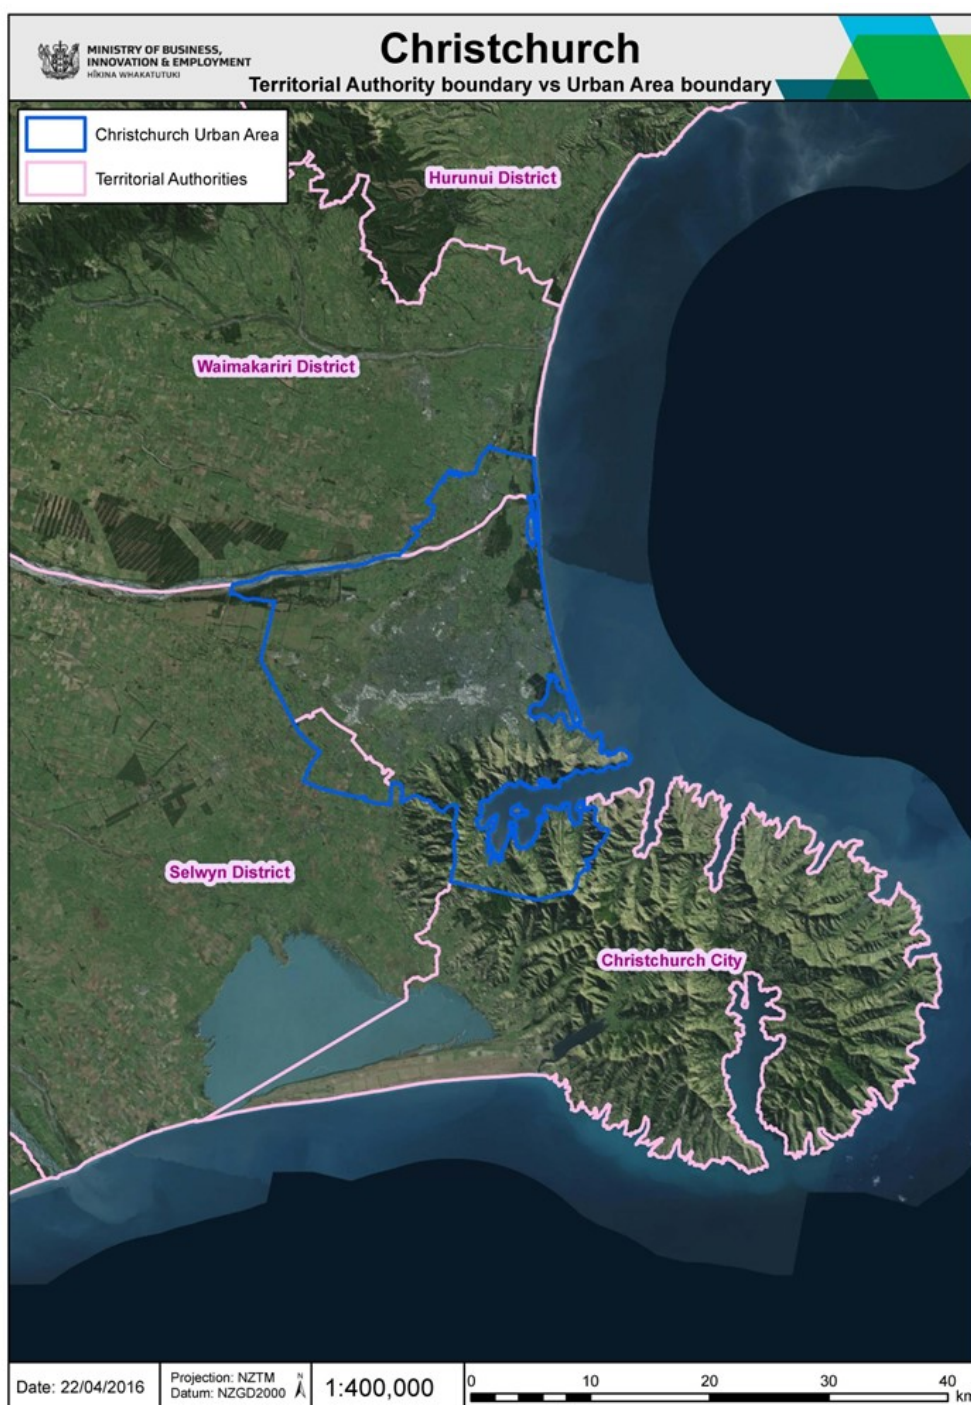 MINISTRY OF BUSINESS,
INNOVATION & EMPLOYMENT
HĪKINA WHAKATUTUKI
Christchurch
Territorial Authority boundary vs Urban Area boundary
Christchurch Urban Area
Territorial Authorities
Hurunui District
Waimakariri District
Selwyn District
Christchurch City
Date: 22/04/2016
Projection: NZTM
Datum: NZGD2000
N
1:400,000
0 10 20 30 40
km